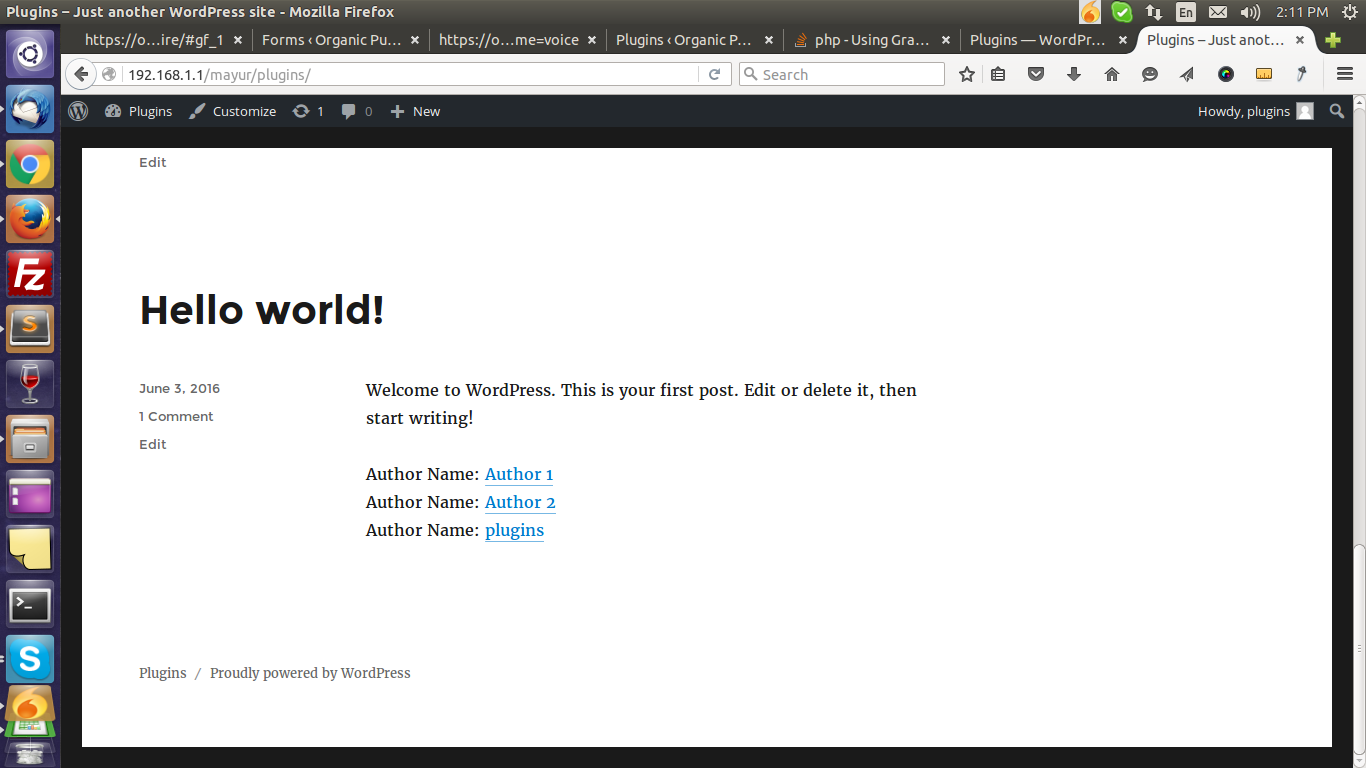 Plugins – Just another WordPress site - Mozilla Firefox
En
2:11 PM
https://o...ire/#gf_1
Forms ‹ Organic Pu...
https://o...me=voice
Plugins ‹ Organic P...
php - Using Gra...
Plugins — WordPr...
Plugins – Just anot...
192.168.1.1/mayur/plugins/
Search
Plugins
Customize
1
0
New
Howdy, plugins
Edit
Hello world!
June 3, 2016
1 Comment
Edit
Welcome to WordPress. This is your first post. Edit or delete it, then
start writing!
Author Name: Author 1
Author Name: Author 2
Author Name: plugins
Plugins / Proudly powered by WordPress